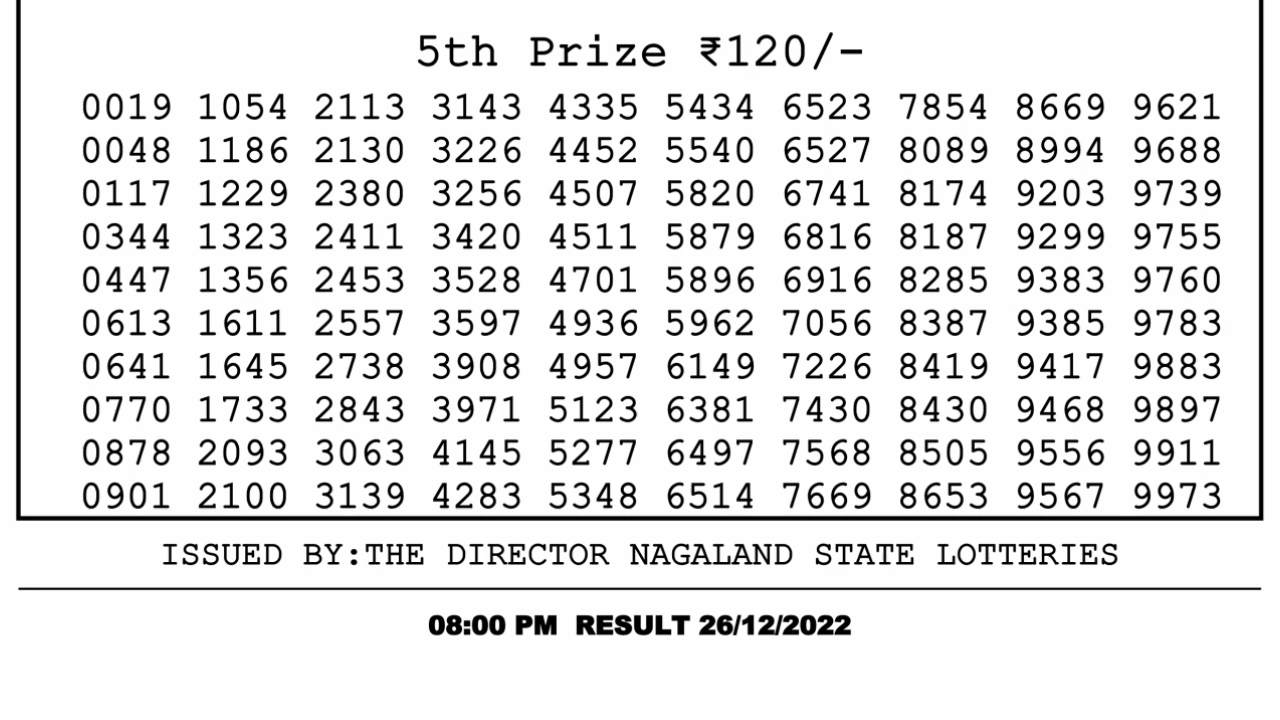 5th Prize ₹120/-
0019 1054 2113 3143 4335 5434 6523 7854 8669 9621
0048 1186 2130 3226 4452 5540 6527 8089 8994 9688
0117 1229 2380 3256 4507 5820 6741 8174 9203 9739
0344 1323 2411 3420 4511 5879 6816 8187 9299 9755
0447 1356 2453 3528 4701 5896 6916 8285 9383 9760
0613 1611 2557 3597 4936 5962 7056 8387 9385 9783
0641 1645 2738 3908 4957 6149 7226 8419 9417 9883
0770 1733 2843 3971 5123 6381 7430 8430 9468 9897
0878 2093 3063 4145 5277 6497 7568 8505 9556 9911
0901 2100 3139 4283 5348 6514 7669 8653 9567 9973
ISSUED BY:THE DIRECTOR NAGALAND STATE LOTTERIES
08:00 PM RESULT 26/12/2022